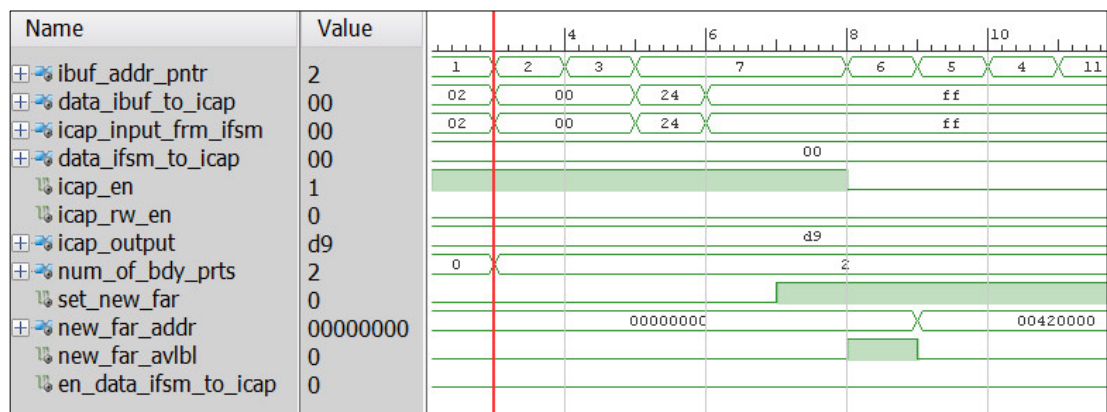 Name Value 4 6 8 10
ibuf_addr_pntr 2 1 2 3 7 6 5 4 11
data_ibuf_to_icap 00 02 00 24 ff
icap_input_frm_ifsm 00 02 00 24 ff
data_ifsm_to_icap 00 00
icap_en 1
icap_rw_en 0
icap_output d9 d9
num_of_bdy_prts 2 0 2
set_new_far 0
new_far_addr 00000000 00000000 00420000
new_far_avlbl 0
en_data_ifsm_to_icap 0